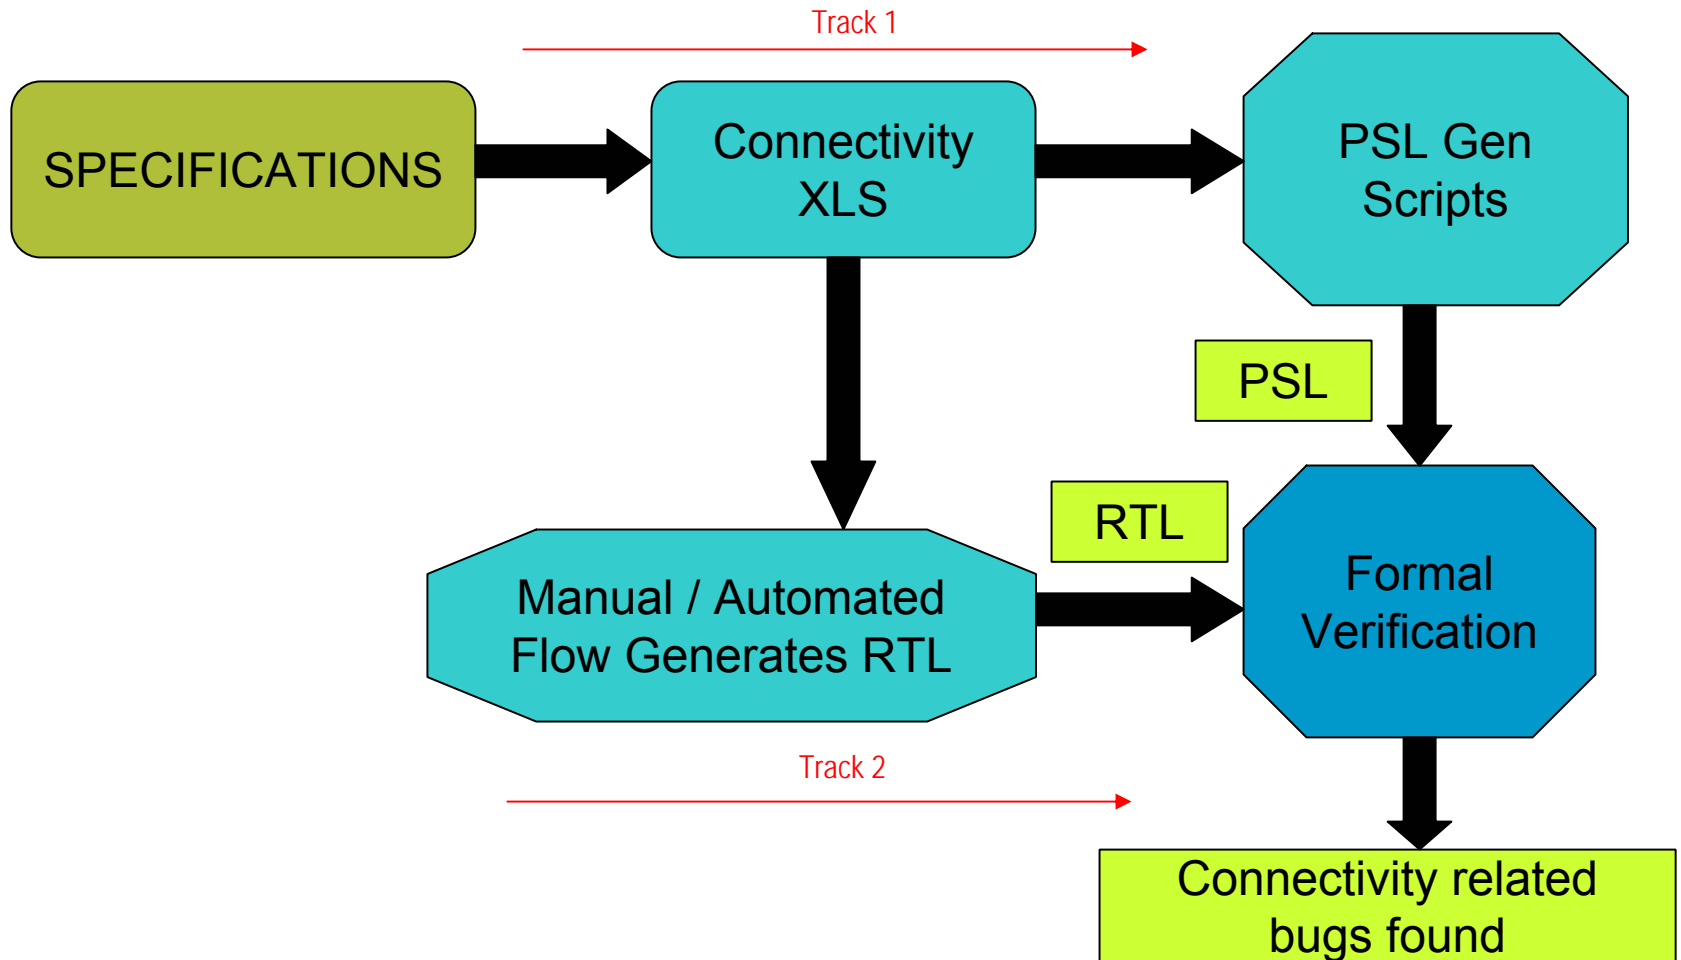 Track 1
SPECIFICATIONS
Connectivity
XLS
PSL Gen
Scripts
PSL
RTL
Manual / Automated
Flow Generates RTL
Formal
Verification
Track 2
Connectivity related
bugs found